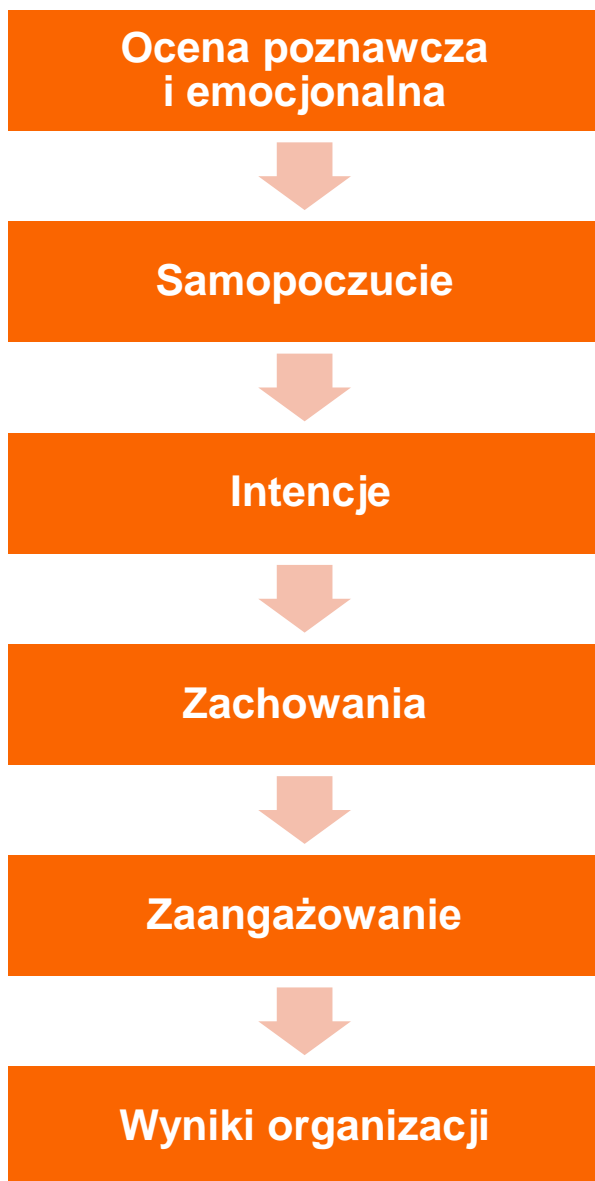 Ocena poznawcza
i emocjonalna
Samopoczucie
Intencje
Zachowania
Zaangażowanie
Wyniki organizacji